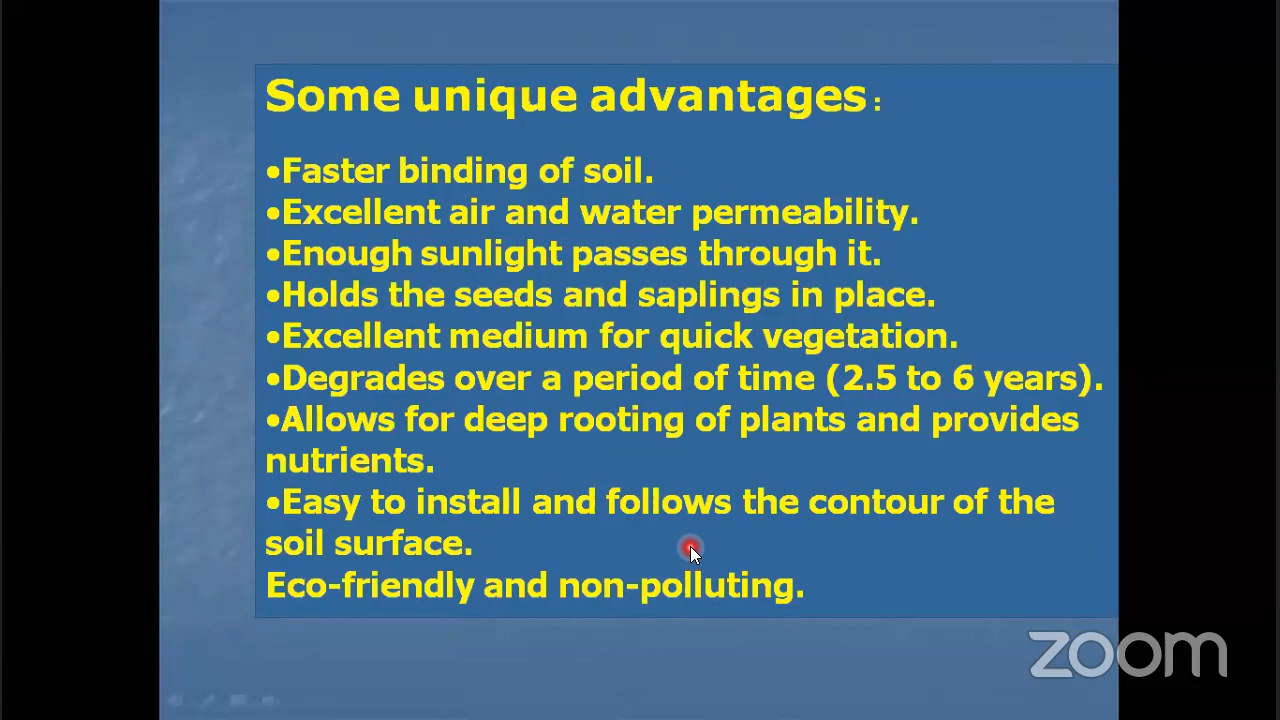 Some unique advantages :
•Faster binding of soil.
•Excellent air and water permeability.
•Enough sunlight passes through it.
•Holds the seeds and saplings in place.
•Excellent medium for quick vegetation.
•Degrades over a period of time (2.5 to 6 years).
•Allows for deep rooting of plants and provides
nutrients.
•Easy to install and follows the contour of the
soil surface.
Eco-friendly and non-polluting.
zoom